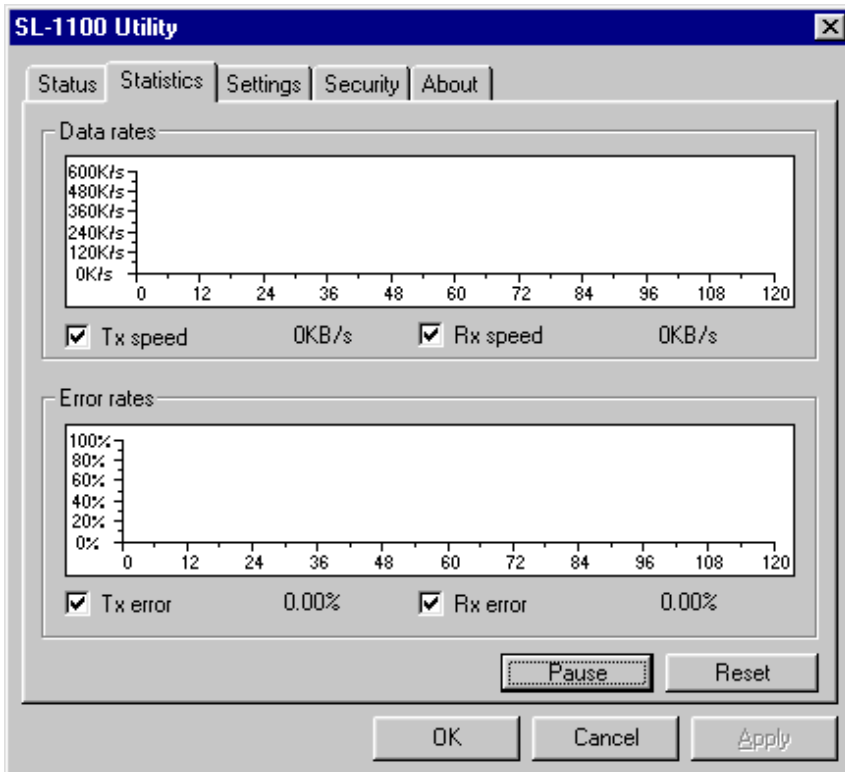 SL-1100 Utility
Status Statistics Settings Security About
Data rates
600K/s
480K/s
360K/s
240K/s
120K/s
0K/s
0 12 24 36 48 60 72 84 96 108 120
Tx speed 0KB/s Rx speed 0KB/s
Error rates
100%
80%
60%
40%
20%
0%
0 12 24 36 48 60 72 84 96 108 120
Tx error 0.00% Rx error 0.00%
Pause Reset
OK Cancel Apply